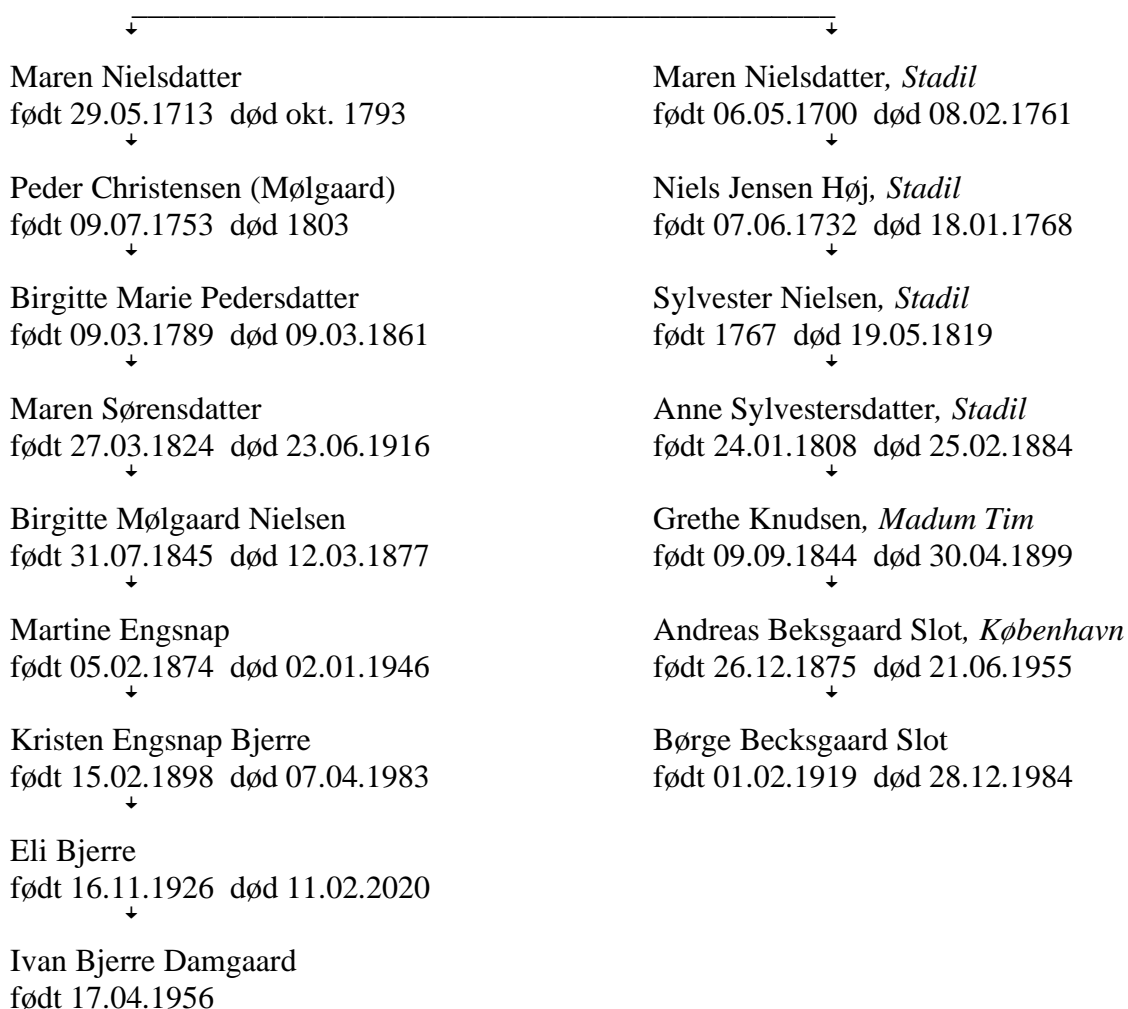 Maren Nielsdatter
født 29.05.1713 død okt. 1793
Peder Christensen (Mølgaard)
født 09.07.1753 død 1803
Birgitte Marie Pedersdatter
født 09.03.1789 død 09.03.1861
Maren Sørensdatter
født 27.03.1824 død 23.06.1916
Birgitte Mølgaard Nielsen
født 31.07.1845 død 12.03.1877
Martine Engsnap
født 05.02.1874 død 02.01.1946
Kristen Engsnap Bjerre
født 15.02.1898 død 07.04.1983
Eli Bjerre
født 16.11.1926 død 11.02.2020
Ivan Bjerre Damgaard
født 17.04.1956
Maren Nielsdatter, Stadil
født 06.05.1700 død 08.02.1761
Niels Jensen Høj, Stadil
født 07.06.1732 død 18.01.1768
Sylvester Nielsen, Stadil
født 1767 død 19.05.1819
Anne Sylvestersdatter, Stadil
født 24.01.1808 død 25.02.1884
Grethe Knudsen, Madum Tim
født 09.09.1844 død 30.04.1899
Andreas Beksgaard Slot, København
født 26.12.1875 død 21.06.1955
Børge Becksgaard Slot
født 01.02.1919 død 28.12.1984